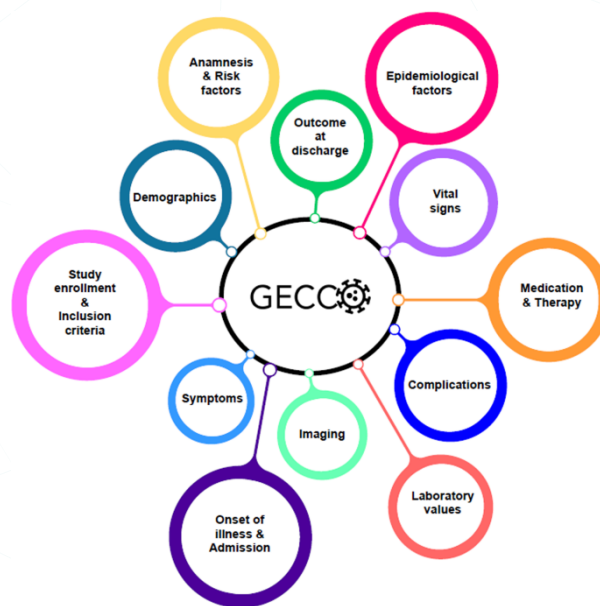 Anamnesis
& Risk
factors
Epidemiological
factors
Outcome
at
discharge
Demographics
Vital
signs
Study
enrollment
&
Inclusion
criteria
GECCO
Medication
& Therapy
Symptoms
Complications
Imaging
Laboratory
values
Onset of
illness &
Admission